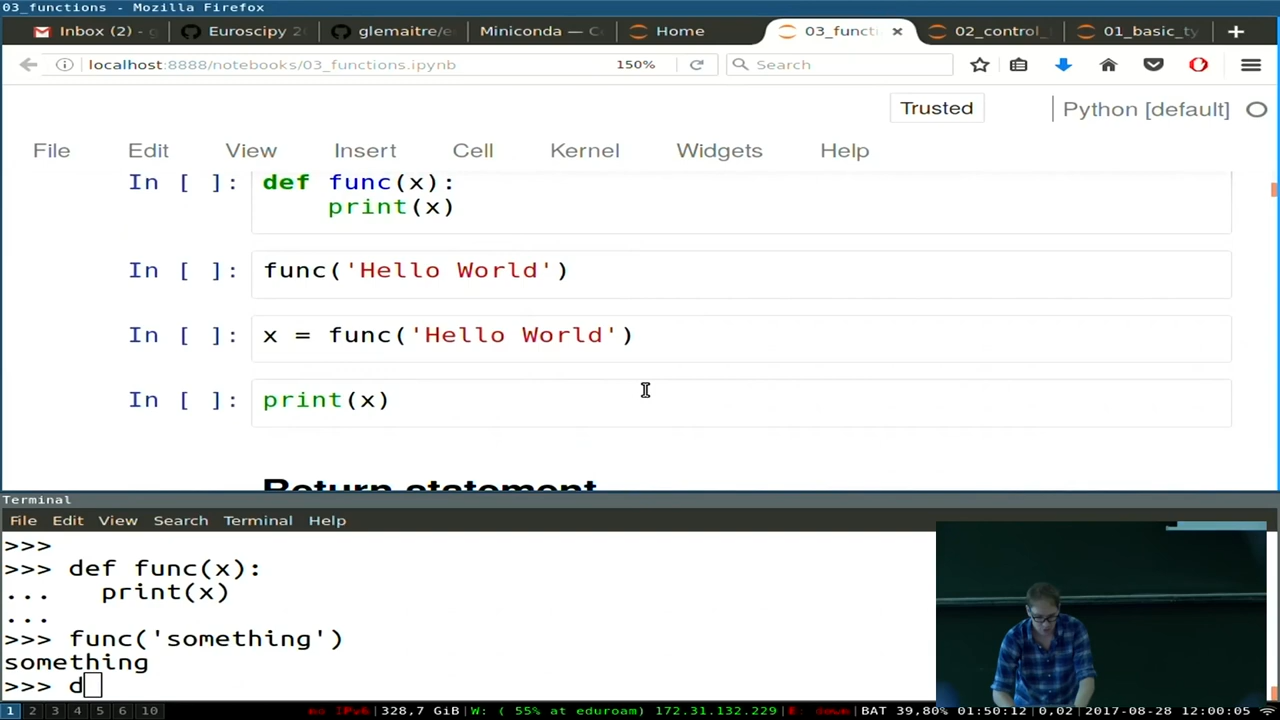 03_functions - Mozilla Firefox
Inbox (2) - g
Euroscipy 2
glemaitre/e
Miniconda — C
Home
03_functi
02_control_
01_basic_ty
localhost:8888/notebooks/03_functions.ipynb
150%
Search
Trusted
Python [default]
File Edit View Insert Cell Kernel Widgets Help
In [ ]: def func(x):
print(x)
In [ ]: func('Hello World')
In [ ]: x = func('Hello World')
In [ ]: print(x)
Return statement
Terminal
File Edit View Search Terminal Help
>>>
>>> def func(x):
...   print(x)
...
>>> func('something')
something
>>> d
1 2 3 4 5 6 10
no IPv6|328,7 GiB|W: ( 55% at eduroam) 172.31.132.229|E: down|BAT 39,80% 01:50:12|0,02|2017-08-28 12:00:05